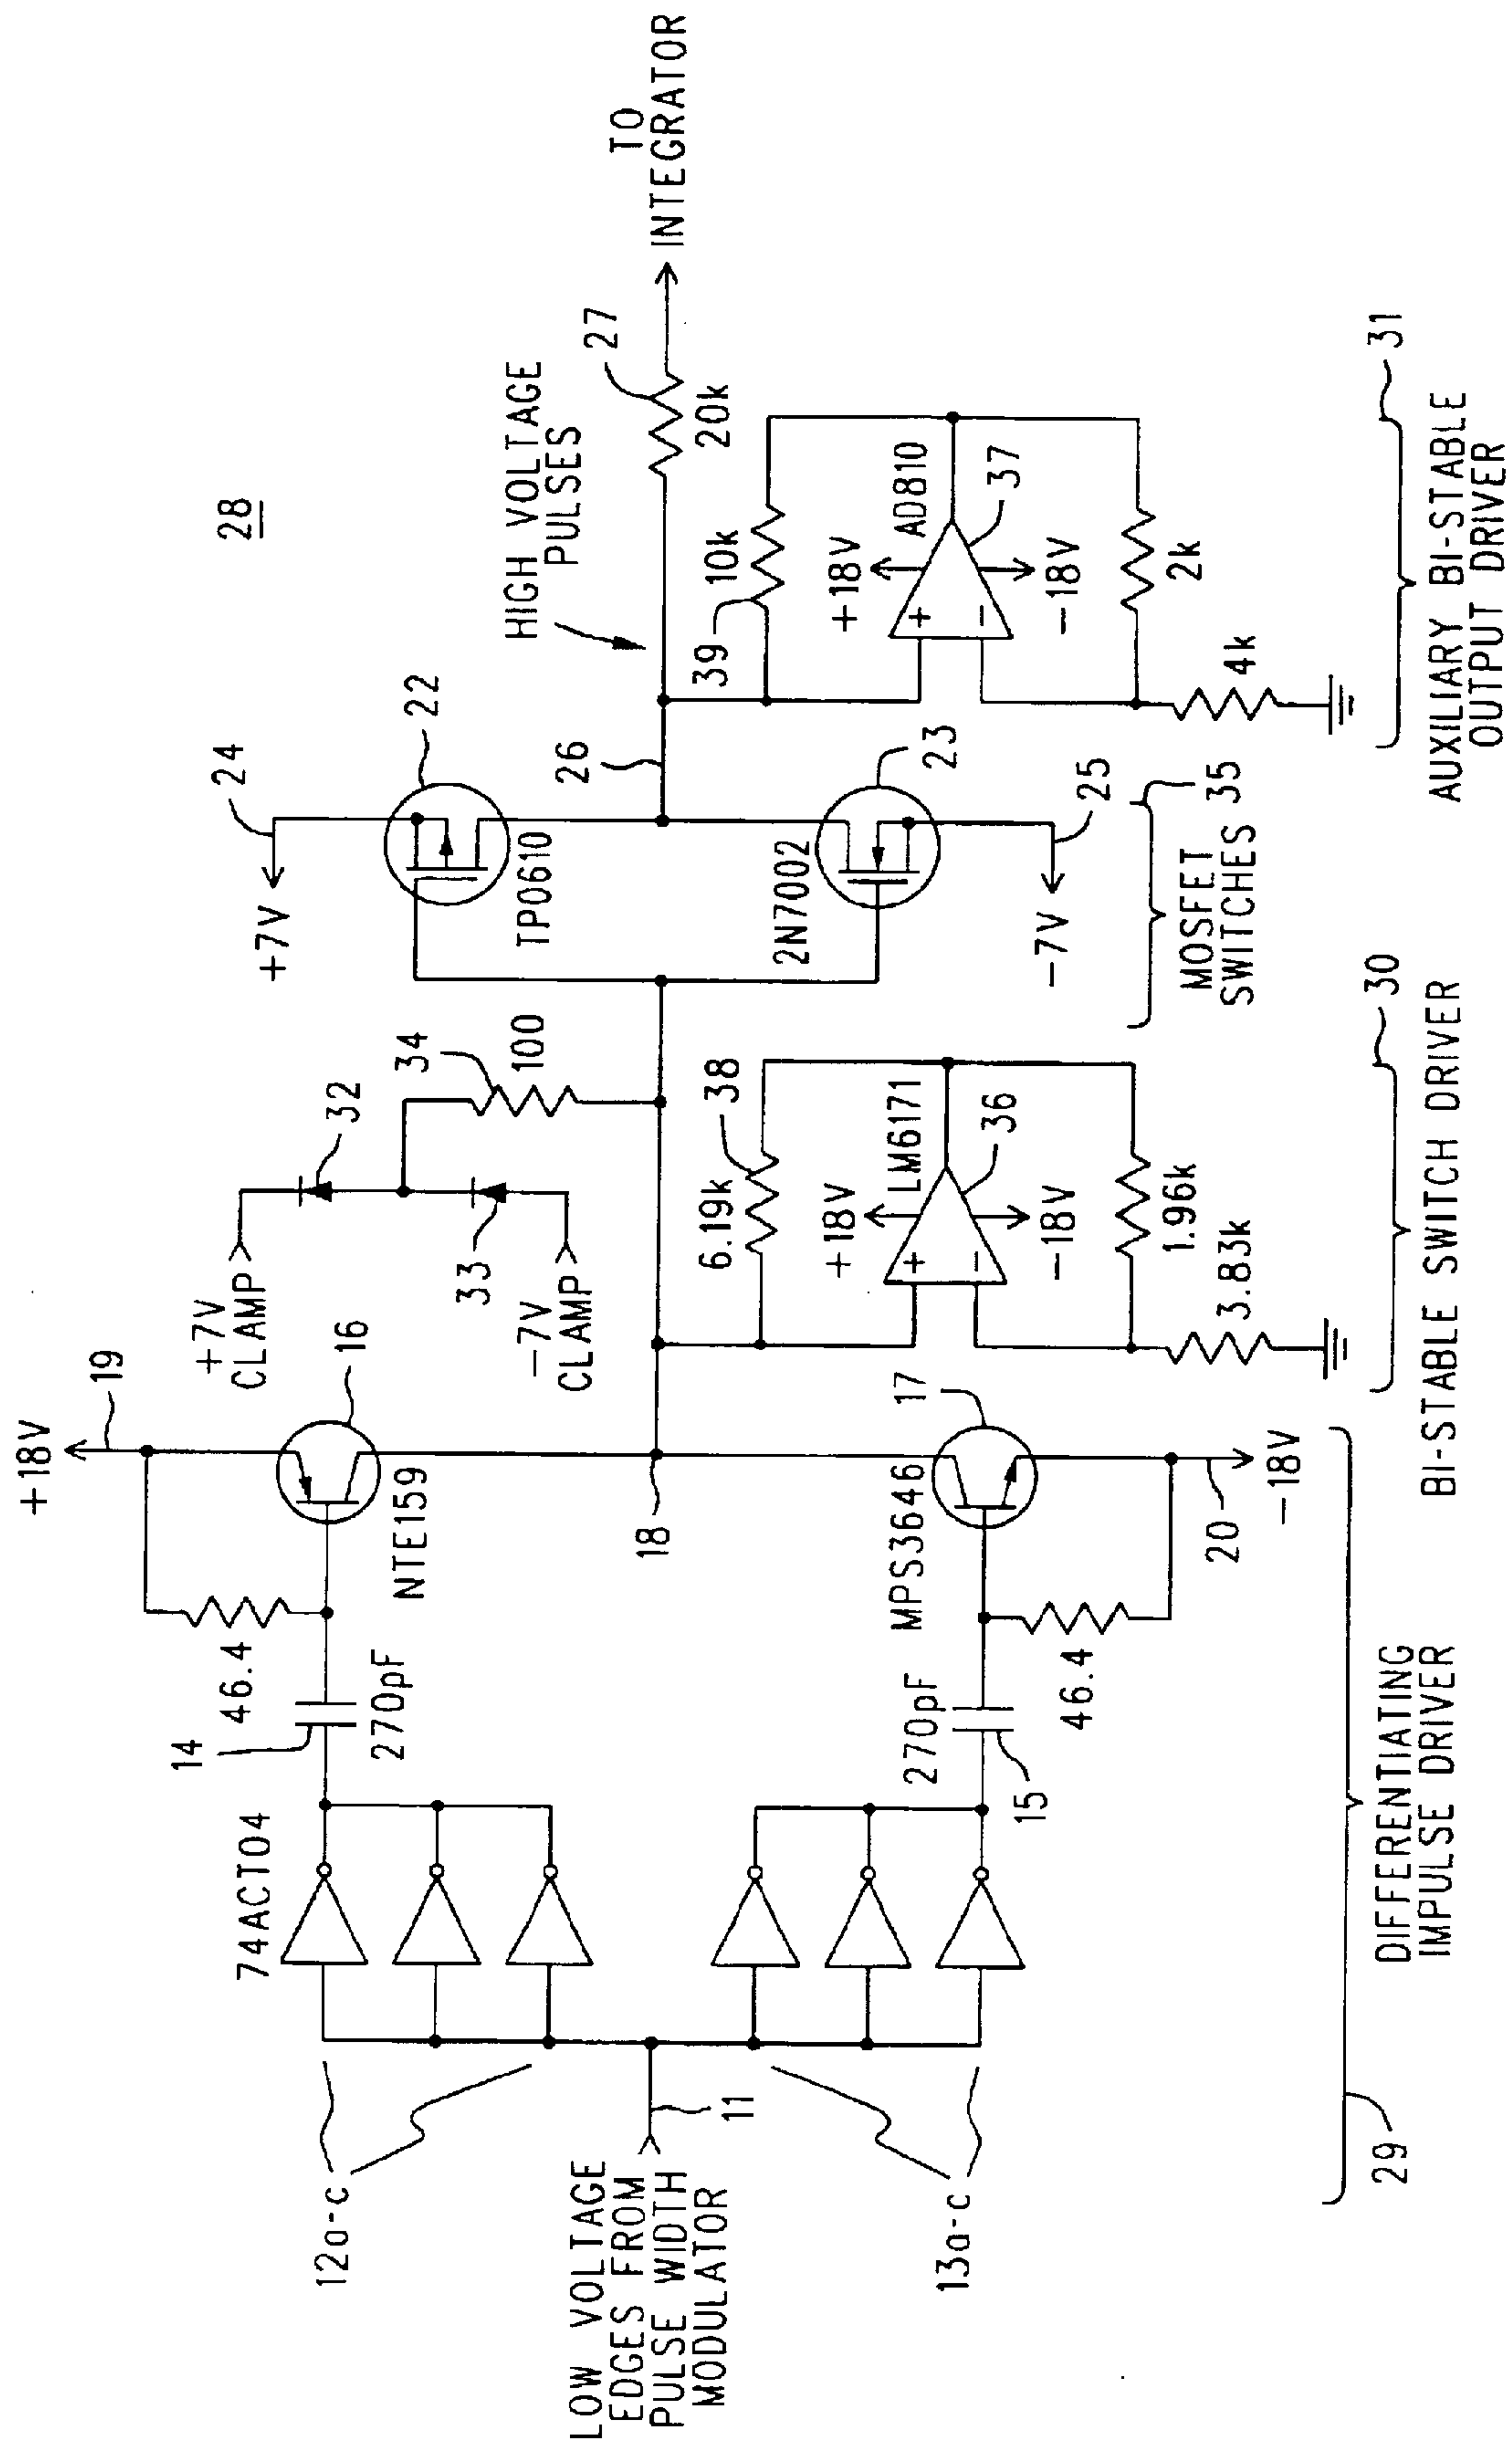 28
+18V
19
+7V
CLAMP
24
+7V
22
TP0610
26
HIGH VOLTAGE
PULSES
27
20k
TO
INTEGRATOR
16
NTE159
46.4
14
270pF
74ACT04
12a-c
LOW VOLTAGE
EDGES FROM
PULSE WIDTH
MODULATOR
11
13a-c
18
32
33
-7V
CLAMP
34
100
38
6.19k
LM6171
+18V
36
+
−
-18V
1.96k
3.83k
39
10k
AD810
+18V
37
+
−
-18V
2k
4k
2N7002
23
25
-7V
17
MPS3646
270pF
15
46.4
20
-18V
29
DIFFERENTIATING
IMPULSE DRIVER
30
BI-STABLE SWITCH DRIVER
MOSFET
SWITCHES 35
31
AUXILIARY BI-STABLE
OUTPUT DRIVER